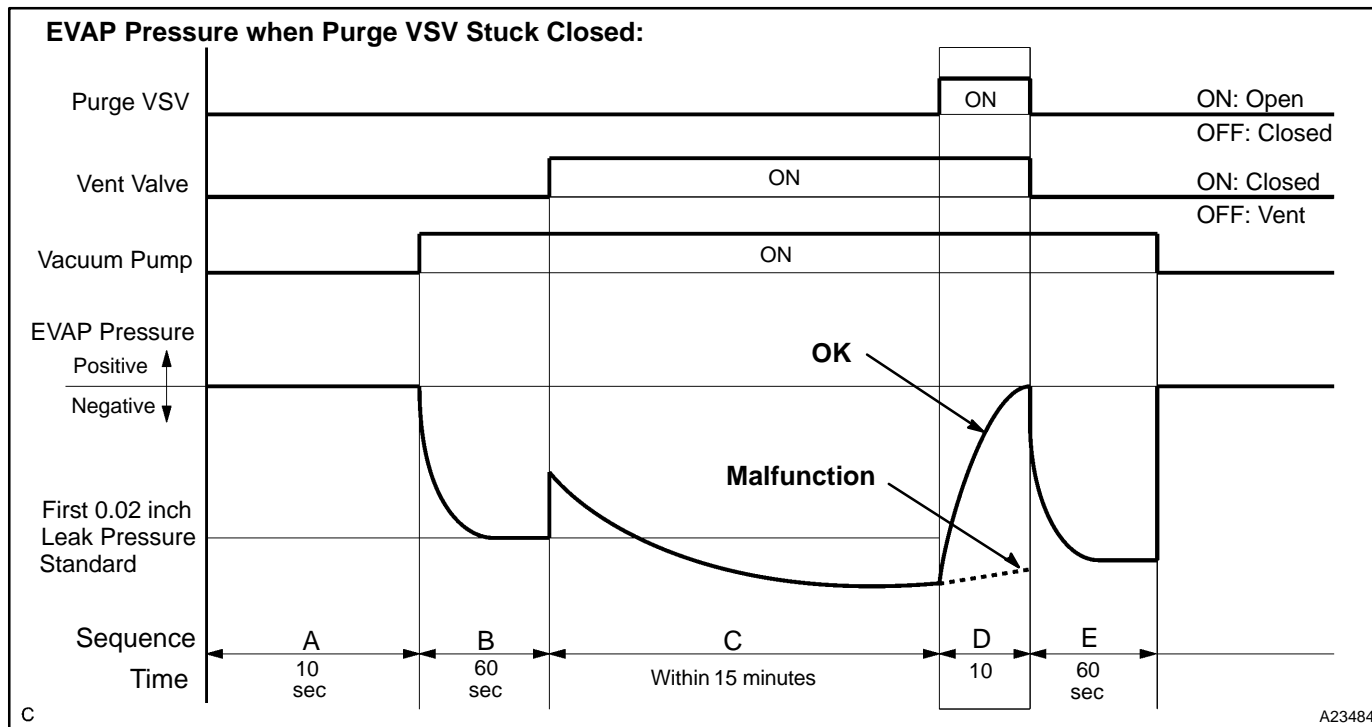 EVAP Pressure when Purge VSV Stuck Closed:
Purge VSV
ON
ON: Open
OFF: Closed
Vent Valve
ON
ON: Closed
OFF: Vent
Vacuum Pump
ON
EVAP Pressure
Positive
Negative
OK
Malfunction
First 0.02 inch
Leak Pressure
Standard
Sequence
A
B
C
D
E
Time
10
sec
60
sec
Within 15 minutes
10
60
sec
C
A23484